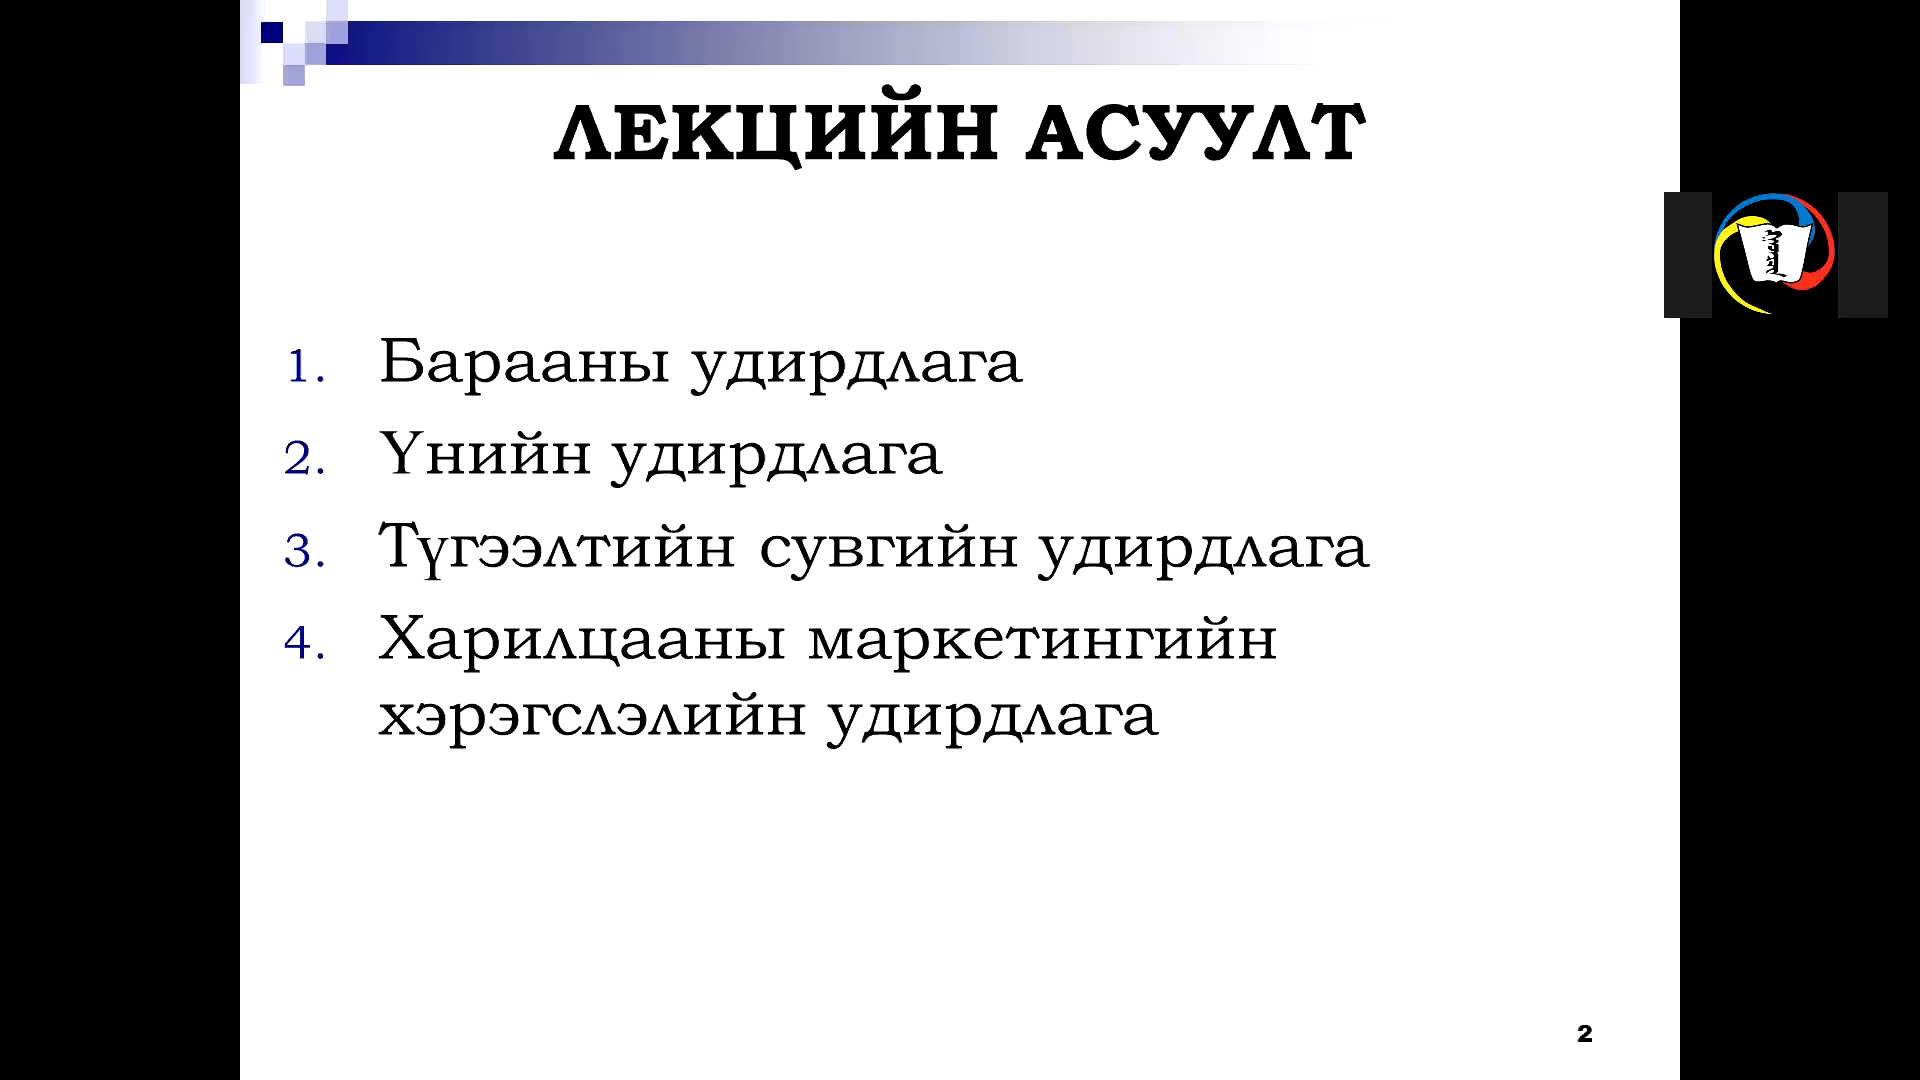 ЛЕКЦИЙН АСУУЛТ
1. Барааны удирдлага
2. Үнийн удирдлага
3. Түгээлтийн сувгийн удирдлага
4. Харилцааны маркетингийн
хэрэгслэлийн удирдлага
2